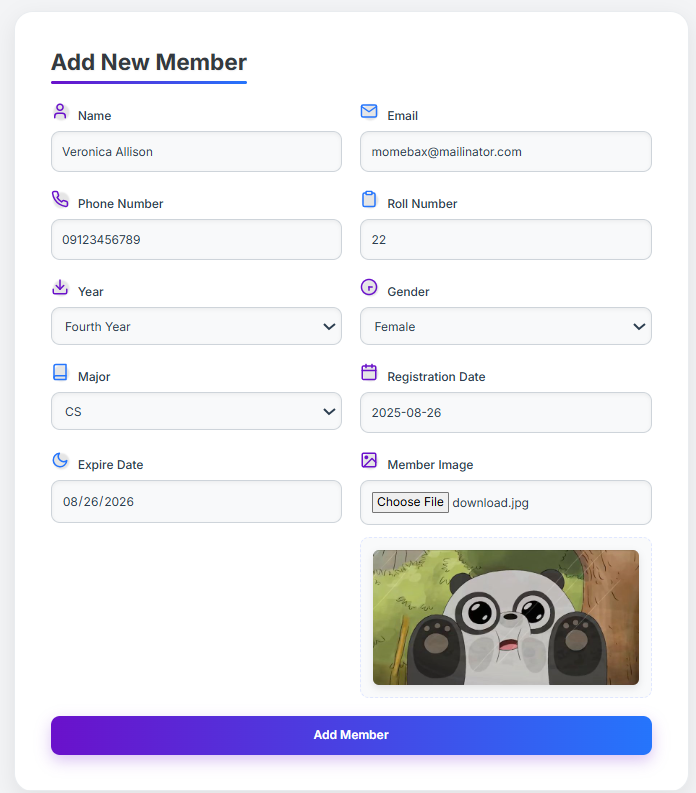 Add New Member
Name
Email
Veronica Allison
momebax@mailinator.com
Phone Number
Roll Number
09123456789
22
Year
Gender
Fourth Year
Female
Major
Registration Date
CS
2025-08-26
Expire Date
Member Image
08/26/2026
Choose File download.jpg
Add Member